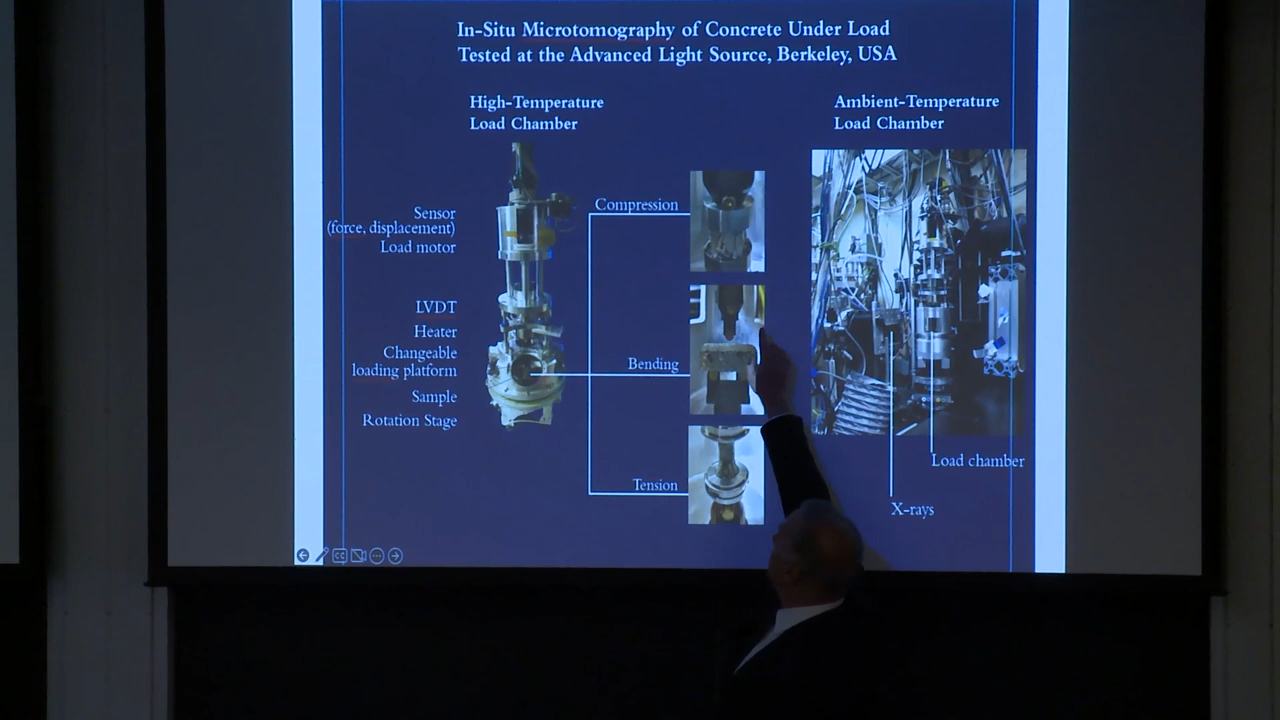 In-Situ Microtomography of Concrete Under Load
Tested at the Advanced Light Source, Berkeley, USA
High-Temperature
Load Chamber
Ambient-Temperature
Load Chamber
Sensor
(force, displacement)
Load motor
LVDT
Heater
Changeable
loading platform
Sample
Rotation Stage
Compression
Bending
Tension
Load chamber
X-rays
CC